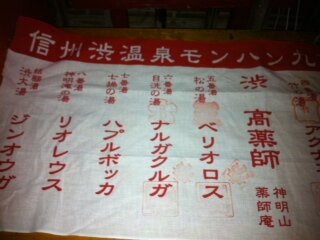 信州渋温泉モンハン九
アグナ
渋
高薬師
神明山
薬師庵
五番湯
松の湯
ベリオロス
六番湯
目洗の湯
ナルガクルガ
七番湯
七操の湯
ハプルボッカ
八番湯
神明滝の湯
リオレウス
渋大湯
ジンオウガ